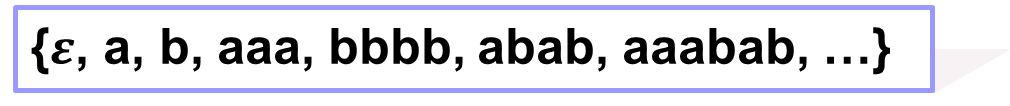 {𝜀, a, b, aaa, bbbb, abab, aaabab, …}